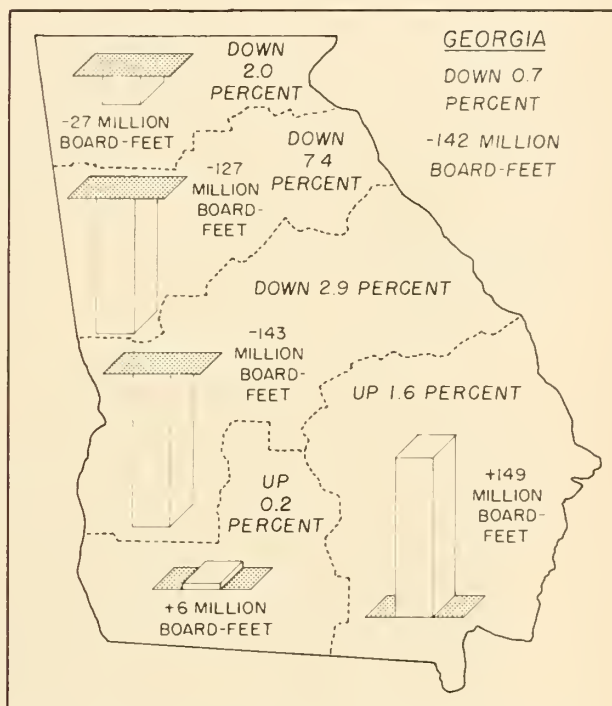 GEORGIA
DOWN 0.7
PERCENT
-142 MILLION
BOARD-FEET
DOWN
2.0
PERCENT
-27 MILLION
BOARD-FEET
DOWN
7.4
PERCENT
-127
MILLION
BOARD-
FEET
DOWN 2.9 PERCENT
-143
MILLION
BOARD-
FEET
UP 1.6 PERCENT
+149
MILLION
BOARD-
FEET
UP
0.2
PERCENT
+6 MILLION
BOARD-FEET